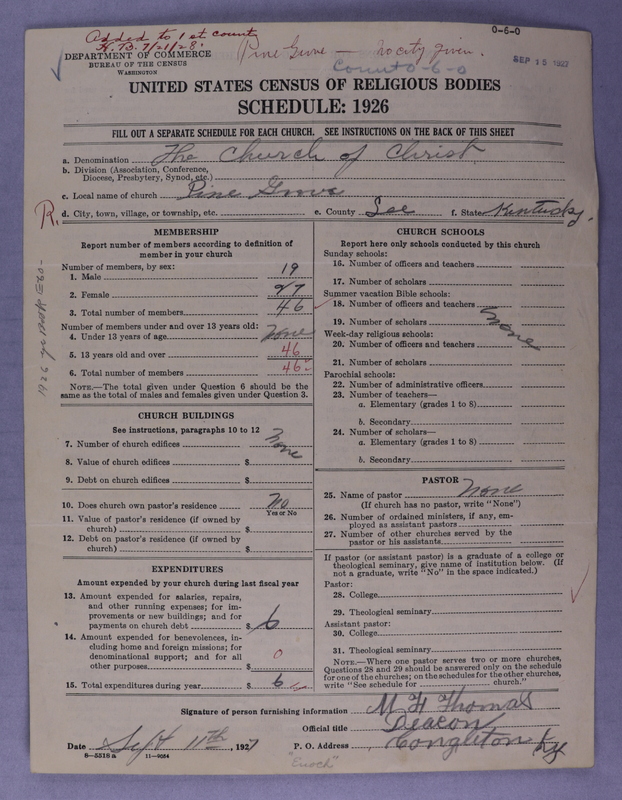 Added to 1st county
H.B. 7/21/28.
0-6-0
Pine Grove — no city given.
Count 0-6-0
SEP 15 1927
DEPARTMENT OF COMMERCE
BUREAU OF THE CENSUS
WASHINGTON
UNITED STATES CENSUS OF RELIGIOUS BODIES
SCHEDULE: 1926
FILL OUT A SEPARATE SCHEDULE FOR EACH CHURCH. SEE INSTRUCTIONS ON THE BACK OF THIS SHEET
a. Denomination The Church of Christ
b. Division (Association, Conference,
Diocese, Presbytery, Synod, etc.)
c. Local name of church Pine Grove
R. d. City, town, village, or township, etc. e. County Lee f. State Kentucky.
MEMBERSHIP
Report number of members according to definition of
member in your church
Number of members, by sex:
1. Male 19
2. Female 27
3. Total number of members 46
Number of members under and over 13 years old:
4. Under 13 years of age none
5. 13 years old and over 46
6. Total number of members 46
NOTE.—The total given under Question 6 should be the
same as the total of males and females given under Question 3.
CHURCH BUILDINGS
See instructions, paragraphs 10 to 12
7. Number of church edifices None
8. Value of church edifices $
9. Debt on church edifices $
10. Does church own pastor's residence No
Yes or No
11. Value of pastor's residence (if owned by
church) $
12. Debt on pastor's residence (if owned by
church) $
EXPENDITURES
Amount expended by your church during last fiscal year
13. Amount expended for salaries, repairs,
and other running expenses; for im-
provements or new buildings; and for
payments on church debt $ 6
14. Amount expended for benevolences, in-
cluding home and foreign missions; for
denominational support; and for all
other purposes 0
15. Total expenditures during year $ 6
CHURCH SCHOOLS
Report here only schools conducted by this church
Sunday schools:
16. Number of officers and teachers
17. Number of scholars
Summer vacation Bible schools:
18. Number of officers and teachers
19. Number of scholars none
Week-day religious schools:
20. Number of officers and teachers
21. Number of scholars
Parochial schools:
22. Number of administrative officers
23. Number of teachers—
a. Elementary (grades 1 to 8)
b. Secondary
24. Number of scholars—
a. Elementary (grades 1 to 8)
b. Secondary
PASTOR
25. Name of pastor None
(If church has no pastor, write "None")
26. Number of ordained ministers, if any, em-
ployed as assistant pastors
27. Number of other churches served by the
pastor or his assistants
If pastor (or assistant pastor) is a graduate of a college or
theological seminary, give name of institution below. (If
not a graduate, write "No" in the space indicated.)
Pastor:
28. College
29. Theological seminary
Assistant pastor:
30. College
31. Theological seminary
NOTE.—Where one pastor serves two or more churches,
Questions 28 and 29 should be answered only on the schedule
for one of the churches; on the schedules for the other churches,
write "See schedule for church."
Signature of person furnishing information M F Thomas
Official title Deacon
Date Sept 11th, 1927 P. O. Address Congleton Ky
8—5318a 11—9064
"Enoch"